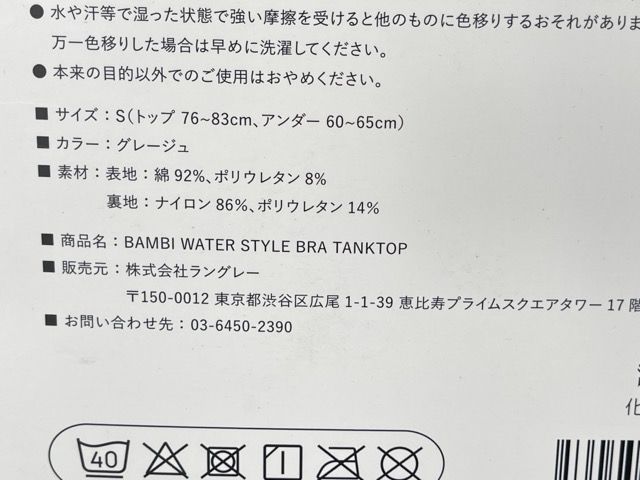 ● 水や汗等で湿った状態で強い摩擦を受けると他のものに色移りするおそれがありま
万一色移りした場合は早めに洗濯してください。
● 本来の目的以外でのご使用はおやめください。
■ サイズ：S（トップ 76~83cm、アンダー 60~65cm）
■ カラー：グレージュ
■ 素材：表地：綿 92%、ポリウレタン 8%
裏地：ナイロン 86%、ポリウレタン 14%
■ 商品名：BAMBI WATER STYLE BRA TANKTOP
■ 販売元：株式会社ラングレー
〒150-0012 東京都渋谷区広尾 1-1-39 恵比寿プライムスクエアタワー 17 階
■ お問い合わせ先：03-6450-2390
化
40